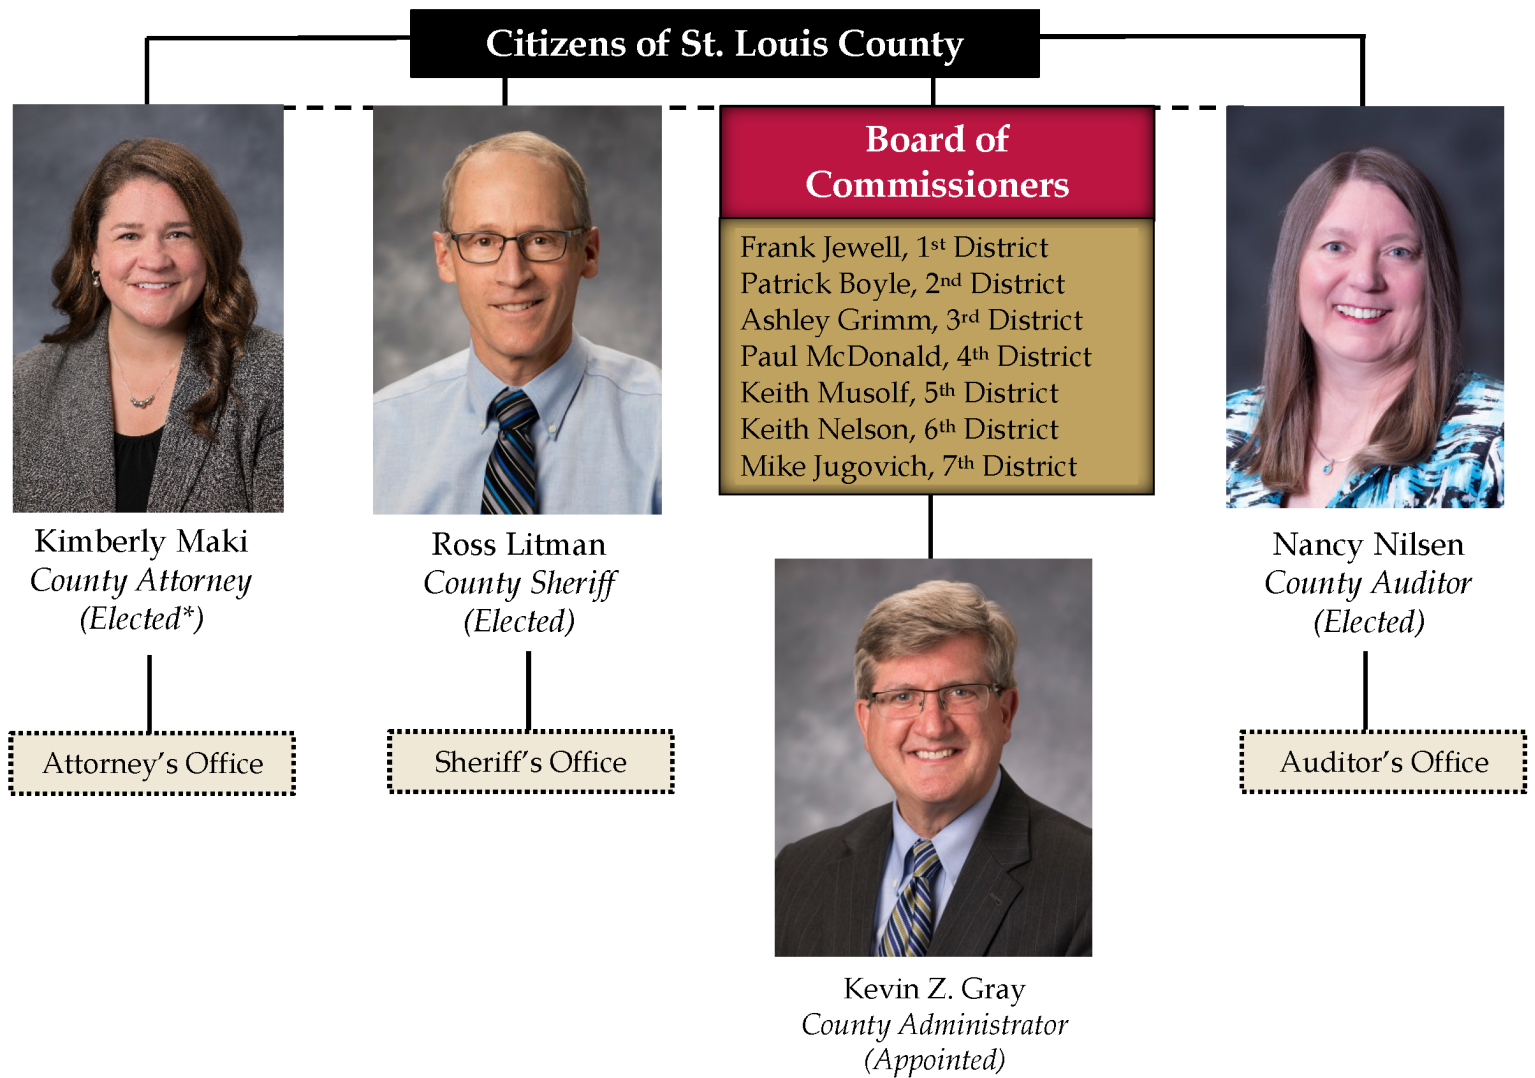 Citizens of St. Louis County
Board of
Commissioners
Frank Jewell, 1st District
Patrick Boyle, 2nd District
Ashley Grimm, 3rd District
Paul McDonald, 4th District
Keith Musolf, 5th District
Keith Nelson, 6th District
Mike Jugovich, 7th District
Kimberly Maki
County Attorney
(Elected*)
Ross Litman
County Sheriff
(Elected)
Nancy Nilsen
County Auditor
(Elected)
Attorney’s Office
Sheriff’s Office
Auditor’s Office
Kevin Z. Gray
County Administrator
(Appointed)